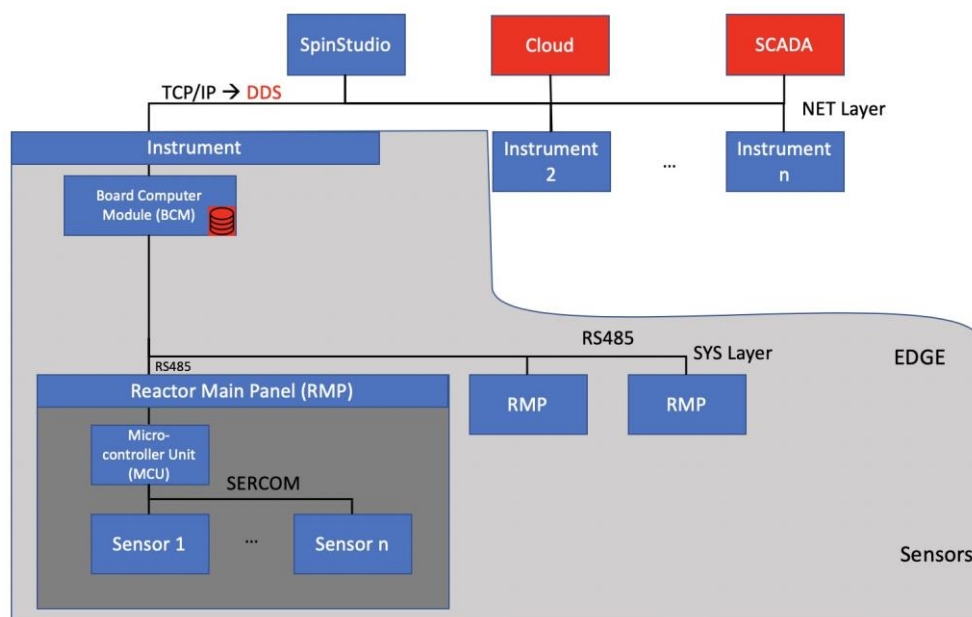 SpinStudio
Cloud
SCADA
TCP/IP → DDS
NET Layer
Instrument
Instrument
2
...
Instrument
n
Board Computer
Module (BCM)
RS485
SYS Layer
EDGE
RS485
Reactor Main Panel (RMP)
RMP
RMP
Micro-
controller Unit
(MCU)
SERCOM
Sensor 1
...
Sensor n
Sensors